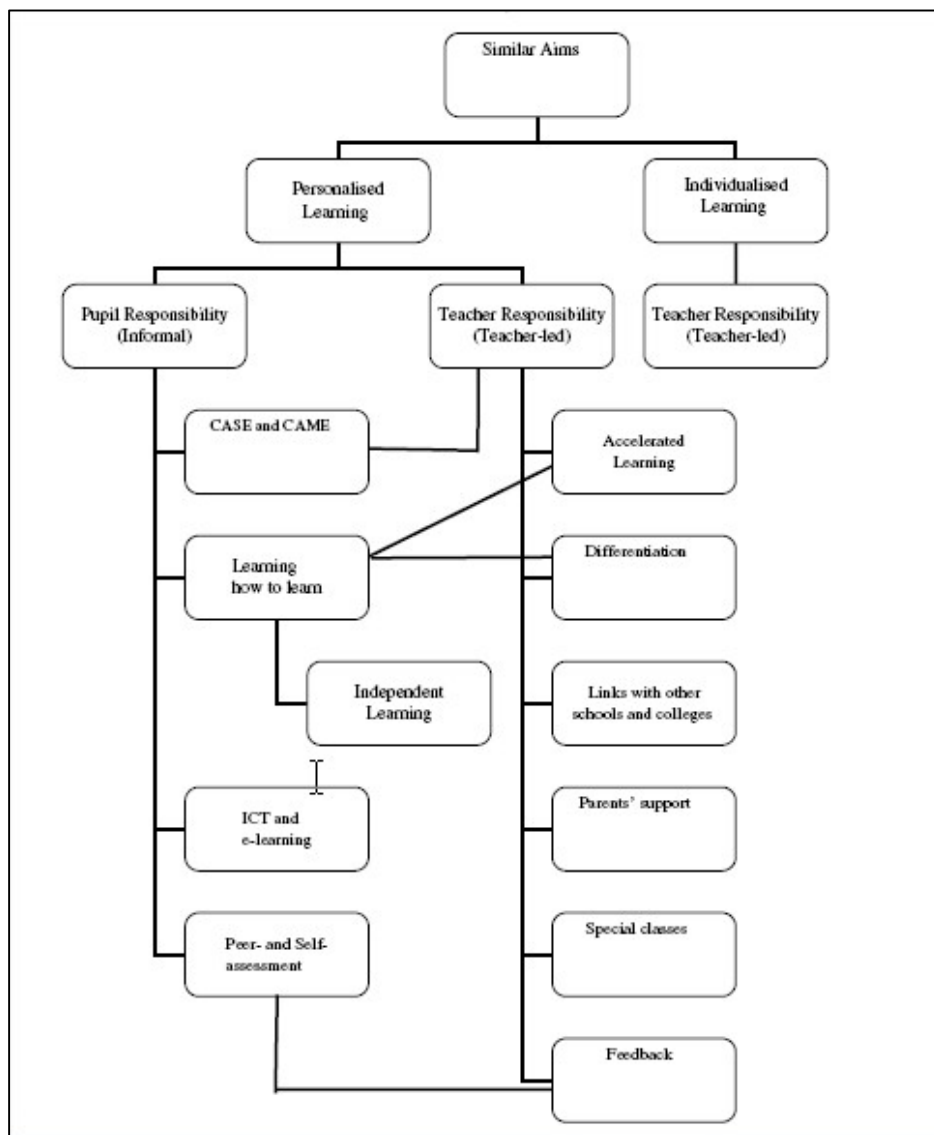 Similar Aims
Personalised
Learning
Individualised
Learning
Pupil Responsibility
(Informal)
Teacher Responsibility
(Teacher-led)
Teacher Responsibility
(Teacher-led)
CASE and CAME
Accelerated
Learning
Learning
how to learn
Differentiation
Independent
Learning
Links with other
schools and colleges
ICT and
e-learning
Parents’ support
Peer- and Self-
assessment
Special classes
Feedback